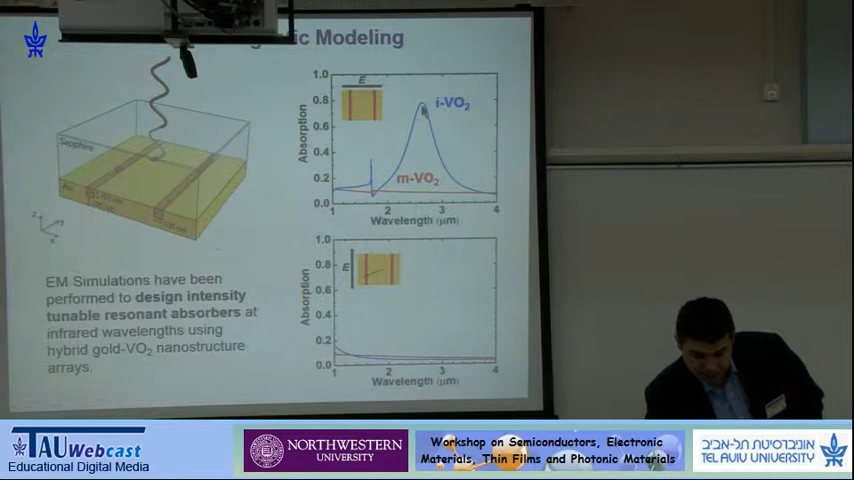 ic Modeling
Sapphire
Au
z
y
x
EM Simulations have been
performed to design intensity
tunable resonant absorbers at
infrared wavelengths using
hybrid gold-VO₂ nanostructure
arrays.
1.0
0.8
0.6
0.4
0.2
0.0
Absorption
E
i-VO₂
m-VO₂
1
2
3
4
Wavelength (μm)
1.0
0.8
0.6
0.4
0.2
0.0
Absorption
E
1
2
3
4
Wavelength (μm)
TAU Webcast
Educational Digital Media
NORTHWESTERN
UNIVERSITY
Workshop on Semiconductors, Electronic
Materials, Thin Films and Photonic Materials
אוניברסיטת תל-אביב
TEL AVIV UNIVERSITY